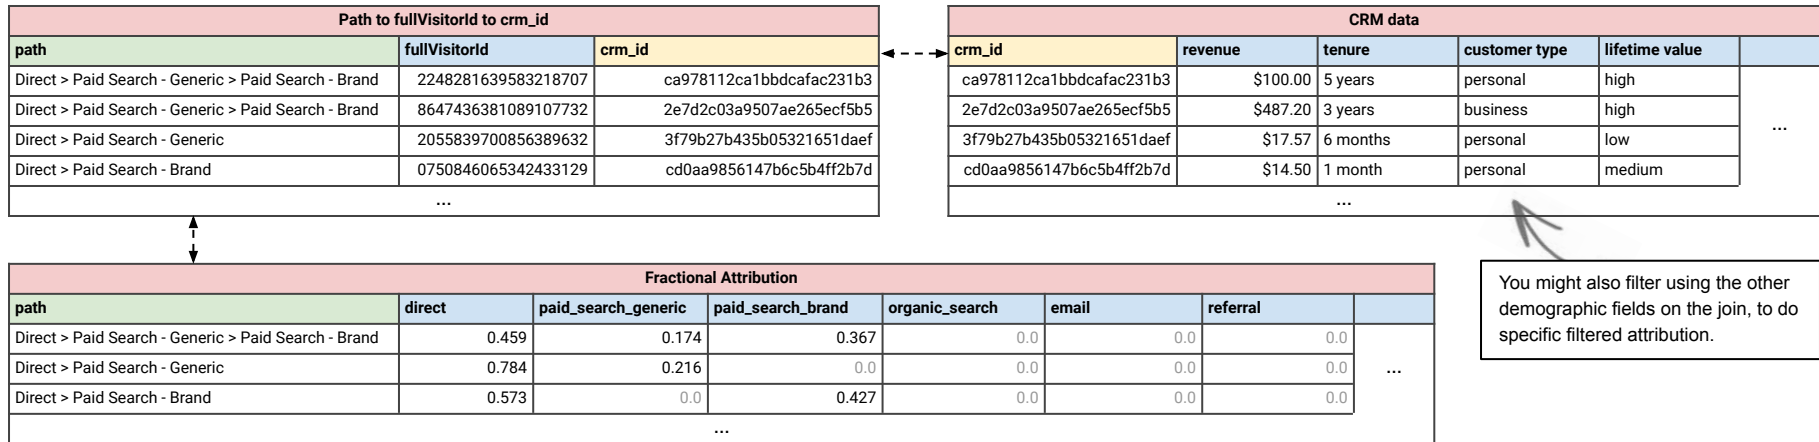 Path to fullVisitorId to crm_id
path fullVisitorId crm_id
Direct > Paid Search - Generic > Paid Search - Brand 2248281639583218707 ca978112ca1bbdcafac231b3
Direct > Paid Search - Generic > Paid Search - Brand 8647436381089107732 2e7d2c03a9507ae265ecf5b5
Direct > Paid Search - Generic 2055839700856389632 3f79b27b435b05321651daef
Direct > Paid Search - Brand 0750846065342433129 cd0aa9856147b6c5b4ff2b7d
...
CRM data
crm_id revenue tenure customer type lifetime value
ca978112ca1bbdcafac231b3 $100.00 5 years personal high
2e7d2c03a9507ae265ecf5b5 $487.20 3 years business high
3f79b27b435b05321651daef $17.57 6 months personal low
cd0aa9856147b6c5b4ff2b7d $14.50 1 month personal medium
...
...
Fractional Attribution
path direct paid_search_generic paid_search_brand organic_search email referral
Direct > Paid Search - Generic > Paid Search - Brand 0.459 0.174 0.367 0.0 0.0 0.0
Direct > Paid Search - Generic 0.784 0.216 0.0 0.0 0.0 0.0
Direct > Paid Search - Brand 0.573 0.0 0.427 0.0 0.0 0.0
...
...
You might also filter using the other
demographic fields on the join, to do
specific filtered attribution.